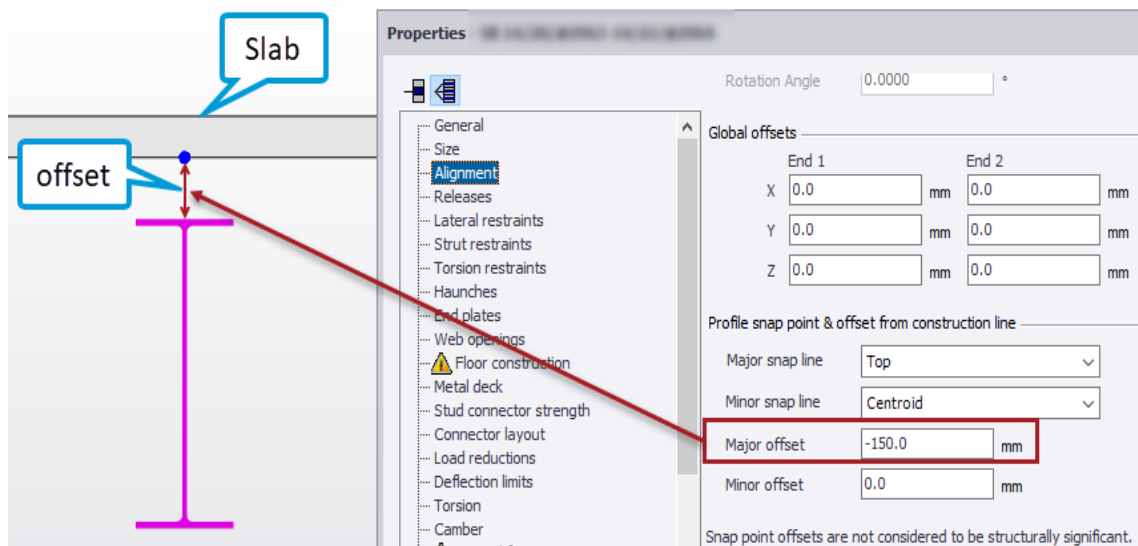 Slab
offset
Properties
General
Size
Alignment
Releases
Lateral restraints
Strut restraints
Torsion restraints
Haunches
End plates
Web openings
Floor construction
Metal deck
Stud connector strength
Connector layout
Load reductions
Deflection limits
Torsion
Camber
Rotation Angle 0.0000 °
Global offsets
End 1 End 2
X 0.0 mm 0.0 mm
Y 0.0 mm 0.0 mm
Z 0.0 mm 0.0 mm
Profile snap point & offset from construction line
Major snap line Top
Minor snap line Centroid
Major offset -150.0 mm
Minor offset 0.0 mm
Snap point offsets are not considered to be structurally significant.